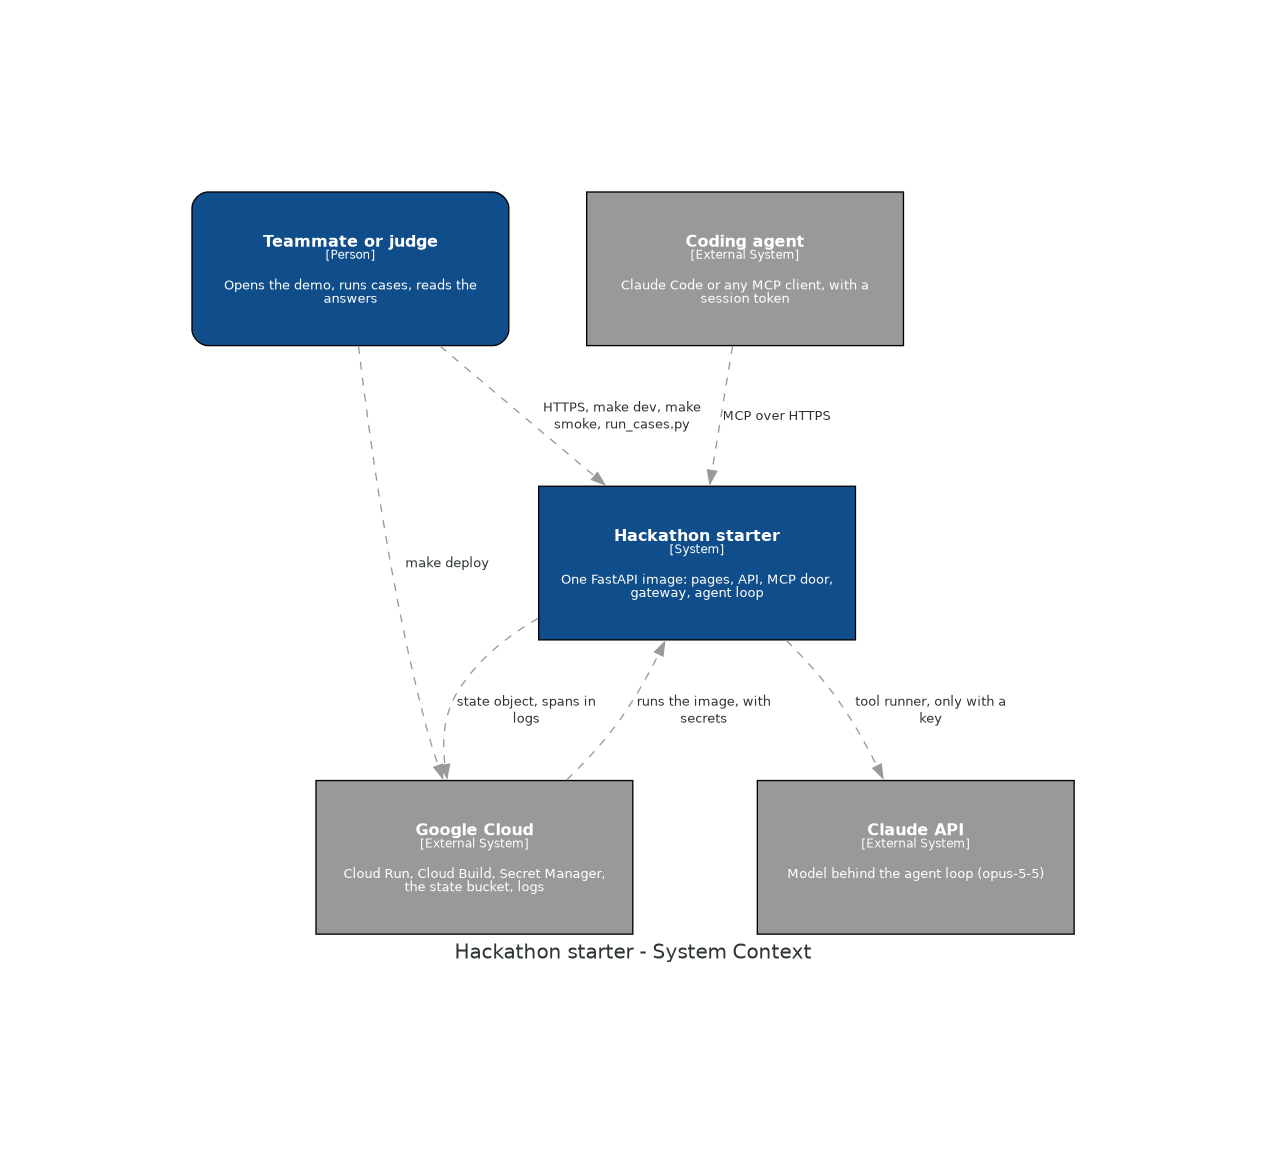 Teammate or judge
[Person]
Opens the demo, runs cases, reads the
answers
Coding agent
[External System]
Claude Code or any MCP client, with a
session token
HTTPS, make dev, make
smoke, run_cases.py
MCP over HTTPS
Hackathon starter
[System]
One FastAPI image: pages, API, MCP door,
gateway, agent loop
make deploy
state object, spans in
logs
runs the image, with
secrets
tool runner, only with a
key
Google Cloud
[External System]
Cloud Run, Cloud Build, Secret Manager,
the state bucket, logs
Claude API
[External System]
Model behind the agent loop (opus-5-5)
Hackathon starter - System Context